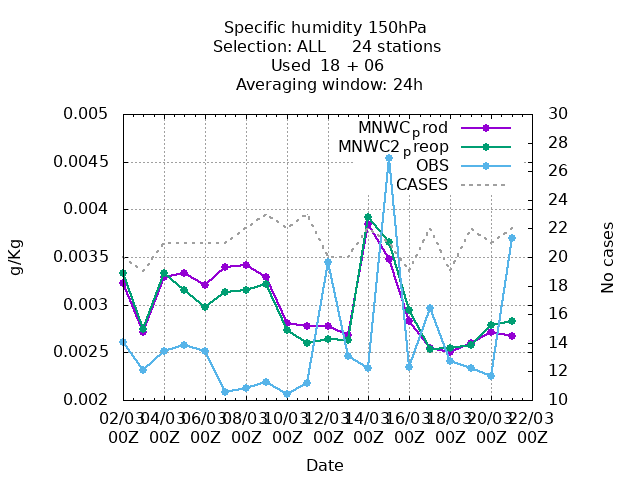 Specific humidity 150hPa
Selection: ALL     24 stations
Used  18 + 06
Averaging window: 24h
0.005
0.0045
0.004
0.0035
0.003
0.0025
0.002
g/Kg
30
28
26
24
22
20
18
16
14
12
10
No cases
MNWCprod
MNWC2preop
OBS
CASES
02/03 04/03 06/03 08/03 10/03 12/03 14/03 16/03 18/03 20/03 22/03
00Z 00Z 00Z 00Z 00Z 00Z 00Z 00Z 00Z 00Z 00Z
Date